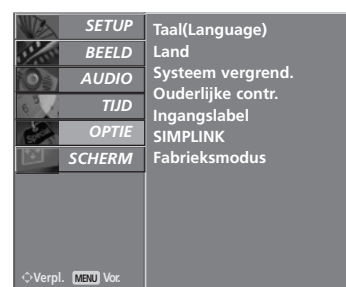 SETUP
BEELD
AUDIO
TIJD
OPTIE
SCHERM
Taal(Language)
Land
Systeem vergrend.
Ouderlijke contr.
Ingangslabel
SIMPLINK
Fabrieksmodus
Verpl. MENU Vor.